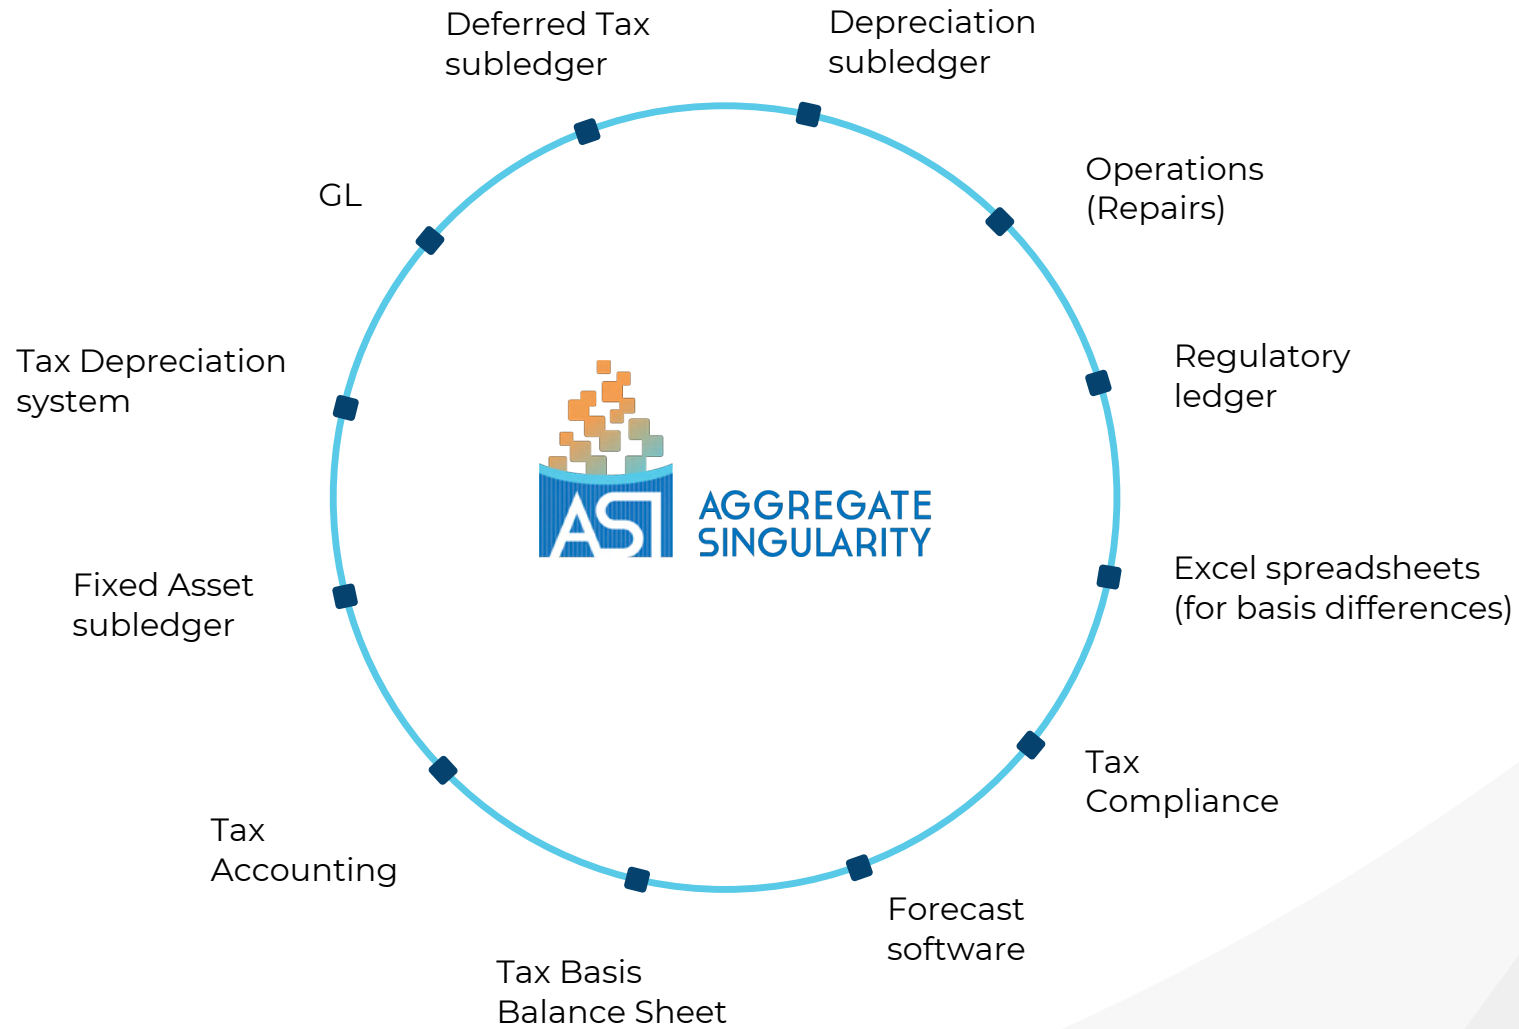 Deferred Tax
subledger
Depreciation
subledger
Operations
(Repairs)
GL
Regulatory
ledger
Tax Depreciation
system
AST
AGGREGATE
SINGULARITY
Excel spreadsheets
(for basis differences)
Fixed Asset
subledger
Tax
Compliance
Tax
Accounting
Forecast
software
Tax Basis
Balance Sheet